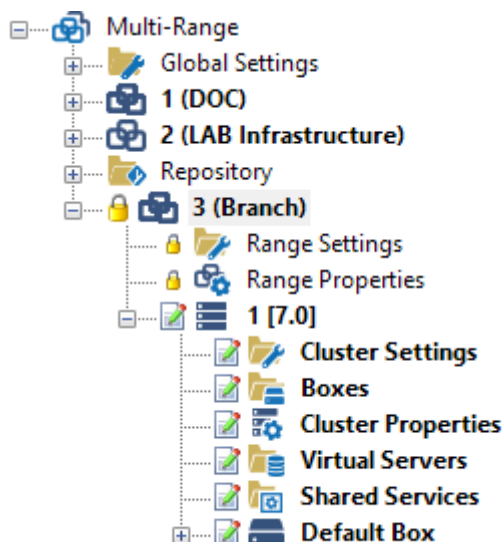 Multi-Range
Global Settings
1 (DOC)
2 (LAB Infrastructure)
Repository
3 (Branch)
Range Settings
Range Properties
1 [7.0]
Cluster Settings
Boxes
Cluster Properties
Virtual Servers
Shared Services
Default Box